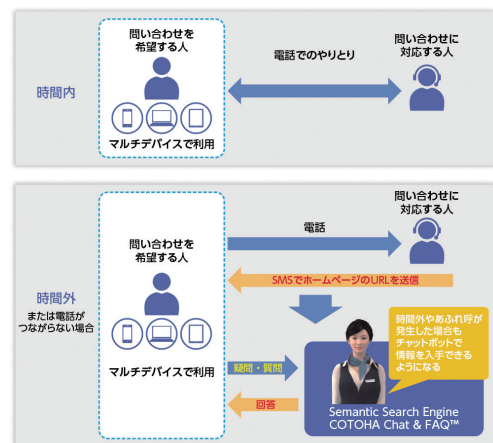 問い合わせを
希望する人
問い合わせに
対応する人
電話でのやりとり
時間内
マルチデバイスで利用
問い合わせに
対応する人
電話
問い合わせを
希望する人
SMSでホームページのURLを送信
時間外
または電話が
つながらない場合
時間外やあふれ呼が
発生した場合も
チャットボットで
情報を入手できる
ようになる
疑問・質問
マルチデバイスで利用
回答
Semantic Search Engine
COTOHA Chat & FAQ™